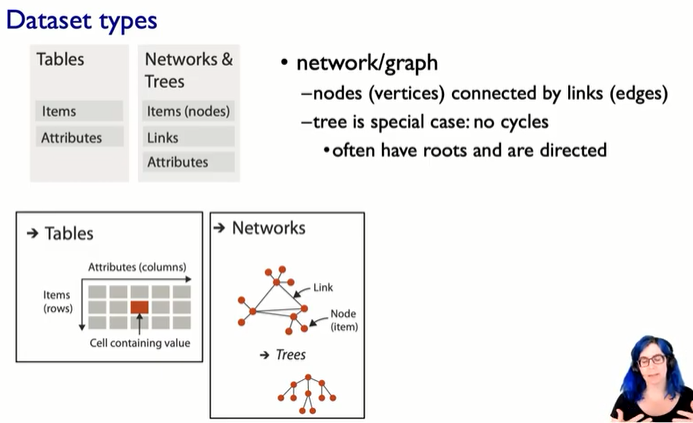 Dataset types
Tables
Items
Attributes
Networks &
Trees
Items (nodes)
Links
Attributes
• network/graph
–nodes (vertices) connected by links (edges)
–tree is special case: no cycles
•often have roots and are directed
→ Tables
Attributes (columns)
Items
(rows)
Cell containing value
→ Networks
Link
Node
(item)
→ Trees